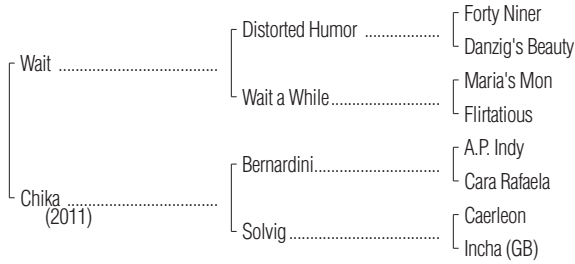 Forty Niner
Distorted Humor ..................
Danzig's Beauty
Wait ......................................
Maria's Mon
Wait a While..........................
Flirtatious
A.P. Indy
Bernardini..............................
Cara Rafaela
Chika ....................................
(2011)
Caerleon
Solvig....................................
Incha (GB)